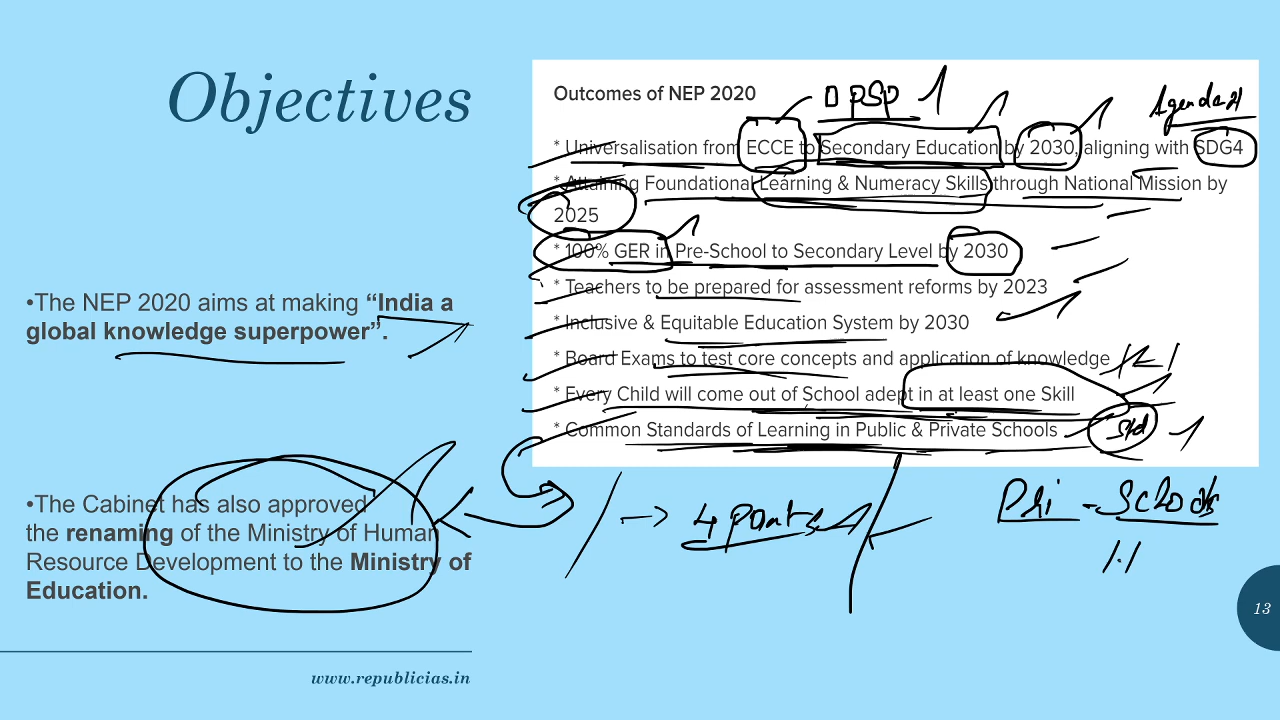 Objectives
•The NEP 2020 aims at making “India a
global knowledge superpower”.
•The Cabinet has also approved
the renaming of the Ministry of Human
Resource Development to the Ministry of
Education.
www.republicias.in
DPSP
Agenda 21
Outcomes of NEP 2020
* Universalisation from ECCE to Secondary Education by 2030, aligning with SDG4
* Attaining Foundational Learning & Numeracy Skills through National Mission by
2025
* 100% GER in Pre-School to Secondary Level by 2030
* Teachers to be prepared for assessment reforms by 2023
* Inclusive & Equitable Education System by 2030
* Board Exams to test core concepts and application of knowledge
* Every Child will come out of School adept in at least one Skill
* Common Standards of Learning in Public & Private Schools
Std
4 points
Pri - Schools
13